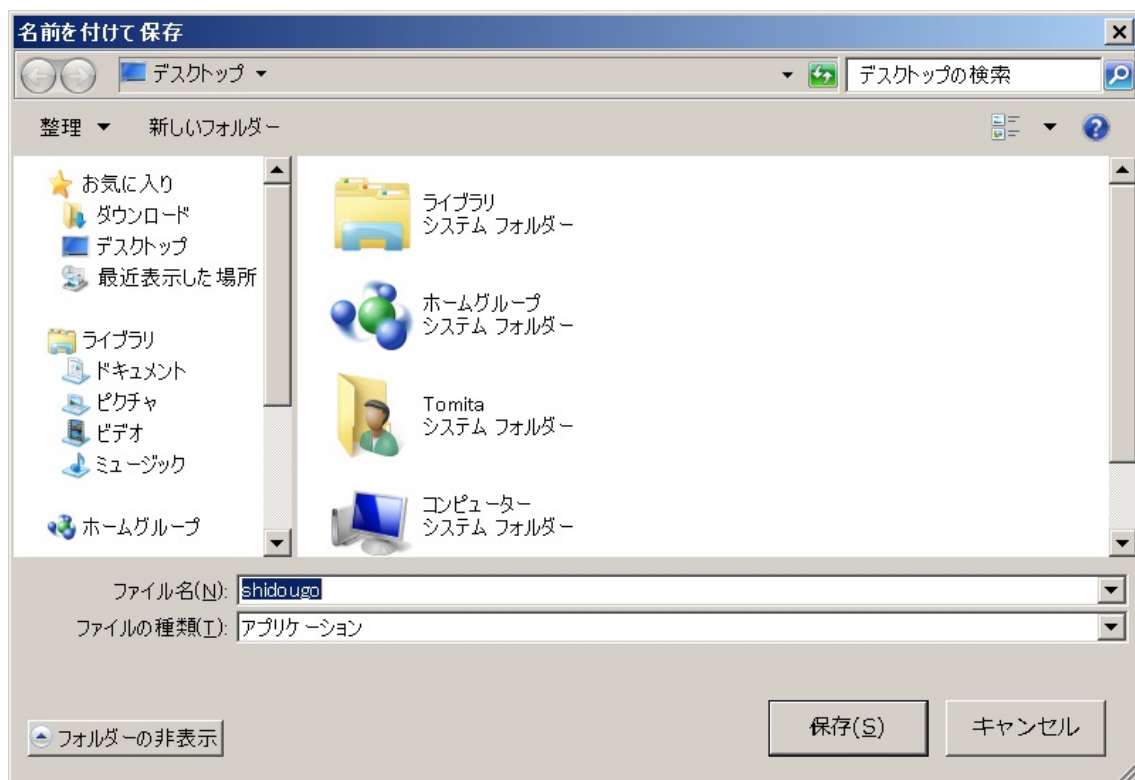 名前を付けて保存
デスクトップ
デスクトップの検索
整理
新しいフォルダー
お気に入り
ダウンロード
デスクトップ
最近表示した場所
ライブラリ
ドキュメント
ピクチャ
ビデオ
ミュージック
ホームグループ
ライブラリ
システム フォルダー
ホームグループ
システム フォルダー
Tomita
システム フォルダー
コンピューター
システム フォルダー
ファイル名(N): shidougo
ファイルの種類(T): アプリケーション
フォルダーの非表示
保存(S)
キャンセル